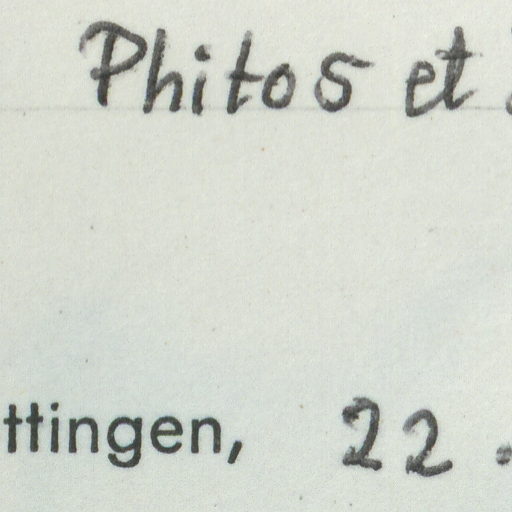 Phitos et
ttingen, 22.